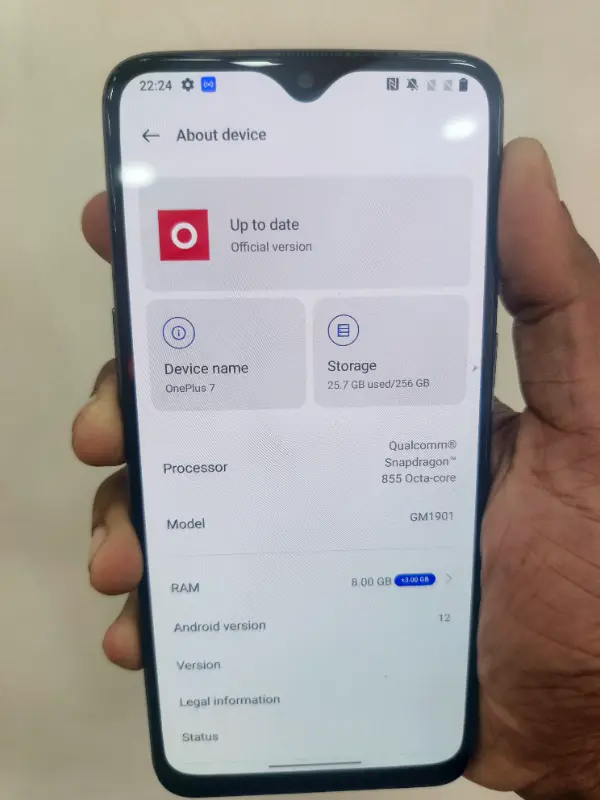 22:24
About device
Up to date
Official version
Device name
OnePlus 7
Storage
25.7 GB used/256 GB
Processor
Qualcomm®
Snapdragon™
855 Octa-core
Model
GM1901
RAM
8.00 GB +3.00 GB
Android version
12
Version
Legal information
Status